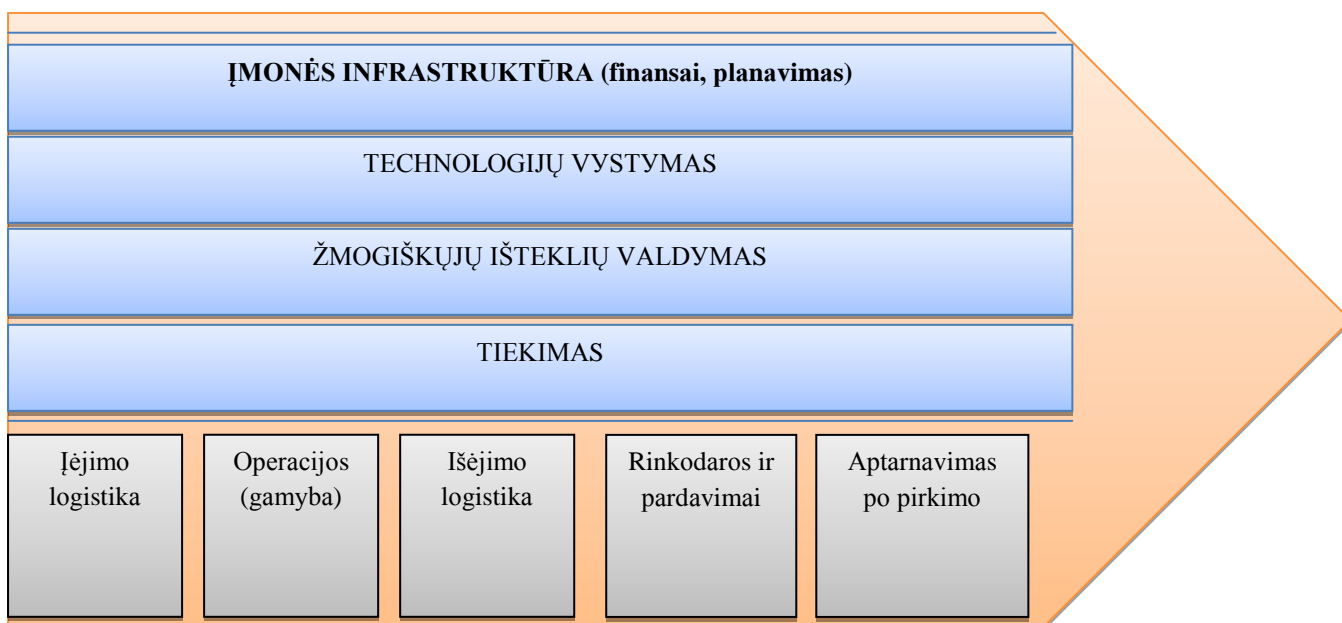 ĮMONĖS INFRASTRUKTŪRA (finansai, planavimas)
TECHNOLOGIJŲ VYSTYMAS
ŽMOGIŠKŲJŲ IŠTEKLIŲ VALDYMAS
TIEKIMAS
Įėjimo
logistika
Operacijos
(gamyba)
Išėjimo
logistika
Rinkodaros ir
pardavimai
Aptarnavimas
po pirkimo